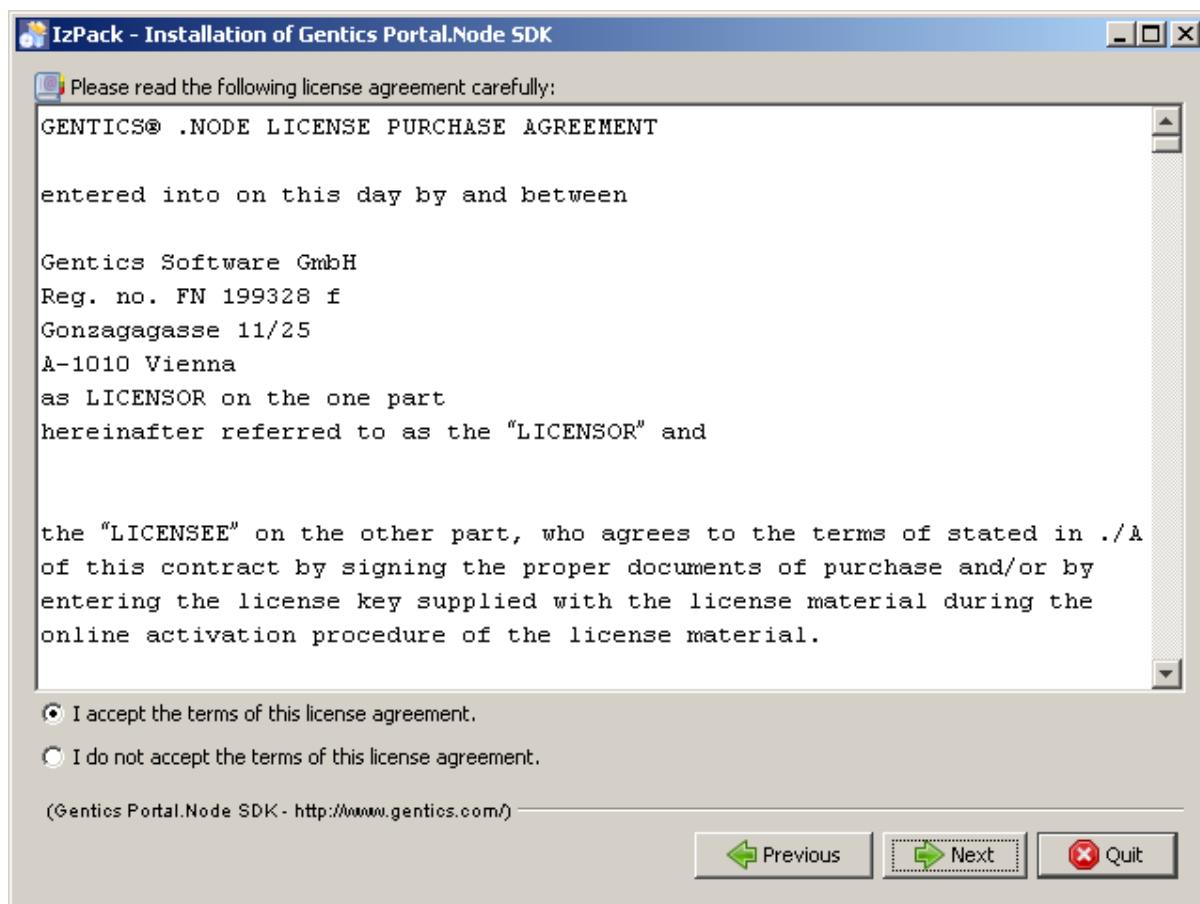 IzPack - Installation of Gentics Portal.Node SDK
Please read the following license agreement carefully:
GENTICS® .NODE LICENSE PURCHASE AGREEMENT
entered into on this day by and between
Gentics Software GmbH
Reg. no. FN 199328 f
Gonzagagasse 11/25
A-1010 Vienna
as LICENSOR on the one part
hereinafter referred to as the "LICENSOR" and
the "LICENSEE" on the other part, who agrees to the terms of stated in ./A
of this contract by signing the proper documents of purchase and/or by
entering the license key supplied with the license material during the
online activation procedure of the license material.
I accept the terms of this license agreement.
I do not accept the terms of this license agreement.
(Gentics Portal.Node SDK - http://www.gentics.com/)
Previous Next Quit